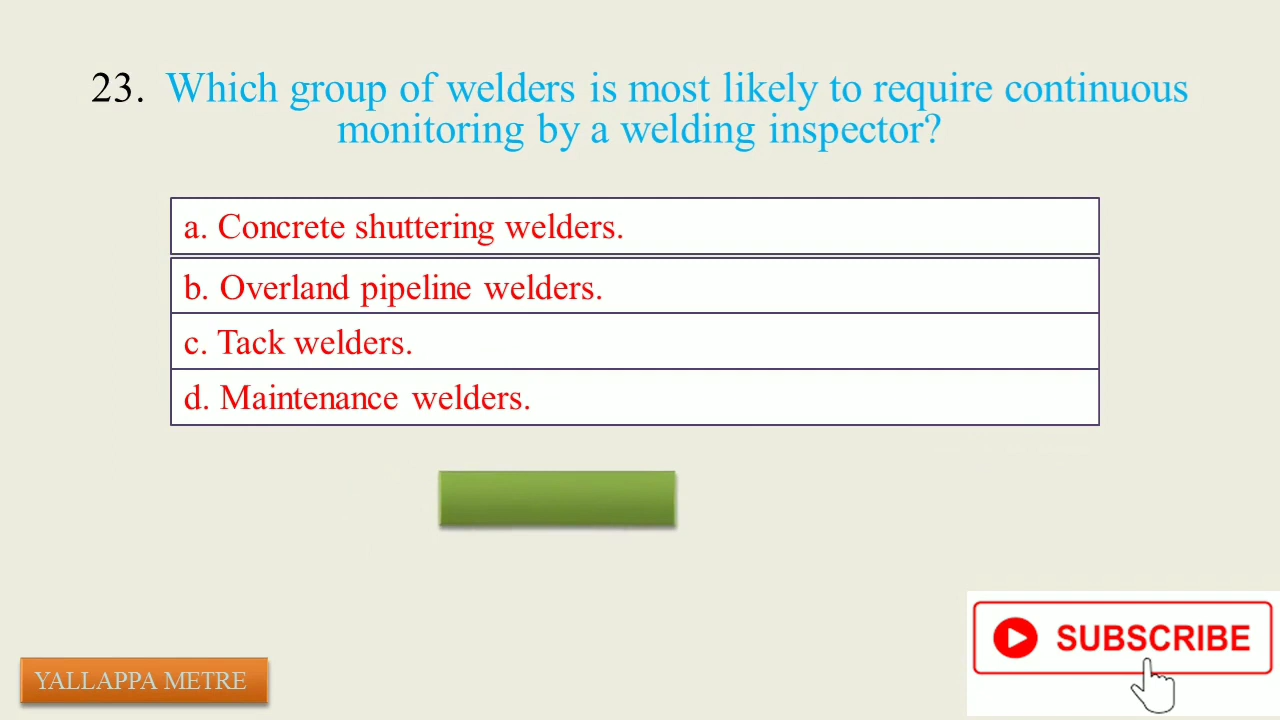 23. Which group of welders is most likely to require continuous
monitoring by a welding inspector?
a. Concrete shuttering welders.
b. Overland pipeline welders.
c. Tack welders.
d. Maintenance welders.
SUBSCRIBE
YALLAPPA METRE